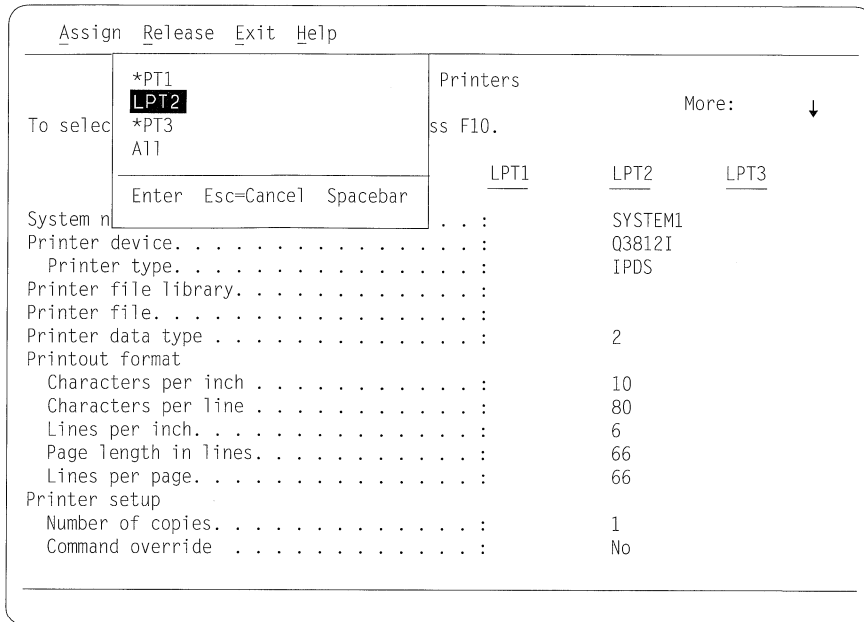 Assign Release Exit Help
*PT1 Printers
LPT2 More: ↓
To selec *PT3 ss F10.
All
LPT1 LPT2 LPT3
Enter Esc=Cancel Spacebar
System n . . : SYSTEM1
Printer device. . . . . . . . . . . . . . . : Q3812I
Printer type. . . . . . . . . . . . . . . : IPDS
Printer file library. . . . . . . . . . . . :
Printer file. . . . . . . . . . . . . . . . :
Printer data type . . . . . . . . . . . . . : 2
Printout format
Characters per inch . . . . . . . . . . . : 10
Characters per line . . . . . . . . . . . : 80
Lines per inch. . . . . . . . . . . . . . : 6
Page length in lines. . . . . . . . . . . : 66
Lines per page. . . . . . . . . . . . . . : 66
Printer setup
Number of copies. . . . . . . . . . . . . : 1
Command override . . . . . . . . . . . . : No